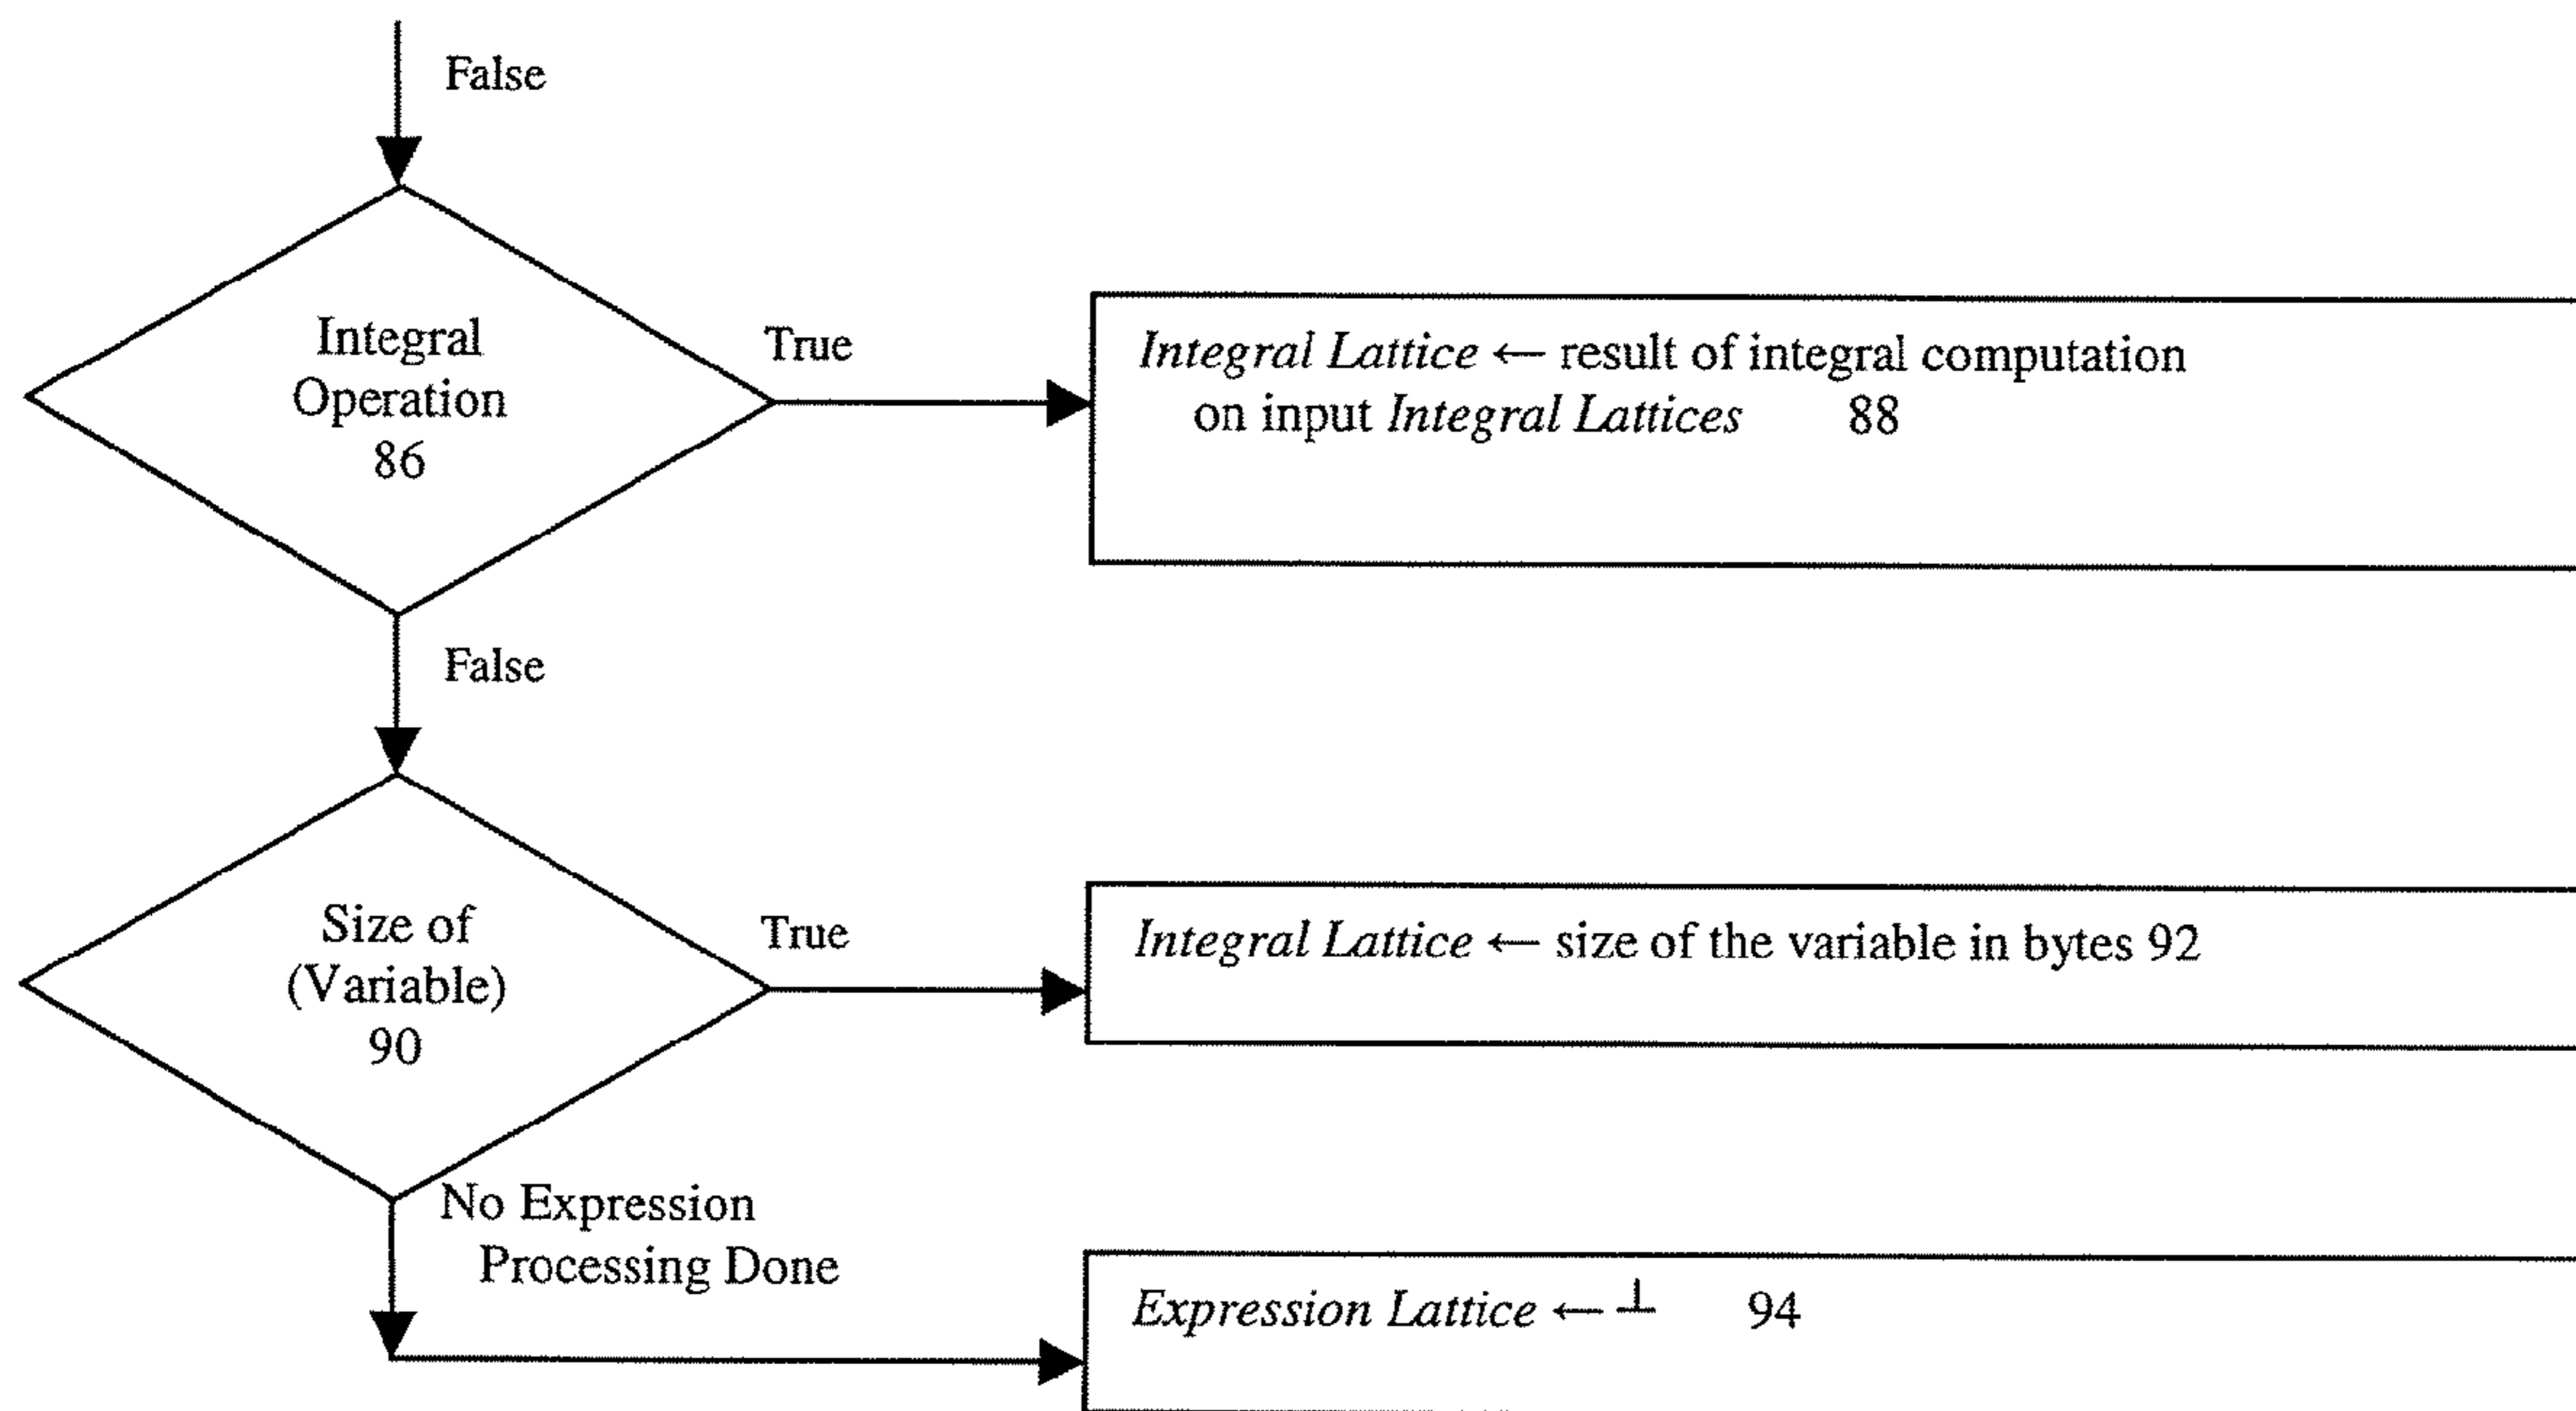 False
Integral
Operation
86
True
Integral Lattice ← result of integral computation
on input Integral Lattices 88
False
Size of
(Variable)
90
True
Integral Lattice ← size of the variable in bytes 92
No Expression
Processing Done
Expression Lattice ← ⊥ 94